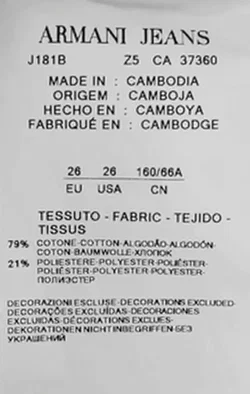 ARMANI JEANS
J181B Z5 CA 37360
MADE IN : CAMBODIA
ORIGEM : CAMBOJA
HECHO EN : CAMBOYA
FABRIQUÉ EN : CAMBODGE
26 26 160/66A
EU USA CN
TESSUTO - FABRIC - TEJIDO -
TISSUS
79% COTONE-COTTON-ALGODÃO-ALGODÓN-
COTON-BAUMWOLLE-ХЛОПОК
21% POLIESTERE-POLYESTER-POLIÉSTER-
POLIÉSTER-POLYESTER-POLYESTER-
ПОЛИЭСТЕР
DECORAZIONI ESCLUSE-DECORATIONS EXCLUDED-
DECORAÇÕES EXCLUÍDAS-DECORACIONES
EXCLUIDAS-DÉCORATIONS EXCLUES-
DEKORATIONEN NICHT INBEGRIFFEN-БЕЗ
УКРАШЕНИЙ